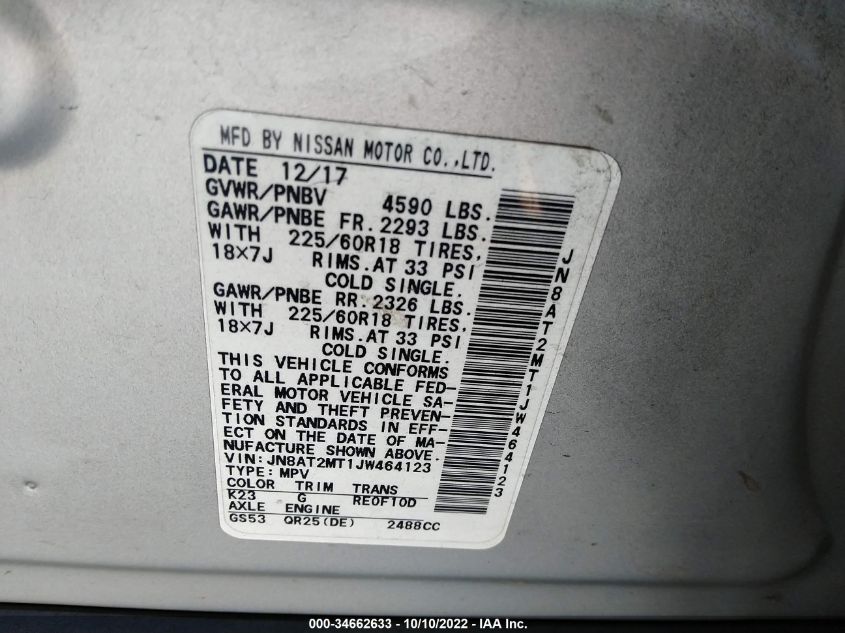 MFD BY NISSAN MOTOR CO.,LTD.
DATE 12/17
GVWR/PNBV 4590 LBS.
GAWR/PNBE FR. 2293 LBS.
WITH 225/60R18 TIRES,
18×7J RIMS.AT 33 PSI
COLD SINGLE.
GAWR/PNBE RR. 2326 LBS.
WITH 225/60R18 TIRES,
18×7J RIMS.AT 33 PSI
COLD SINGLE.
THIS VEHICLE CONFORMS
TO ALL APPLICABLE FED-
ERAL MOTOR VEHICLE SA-
FETY AND THEFT PREVEN-
TION STANDARDS IN EFF-
ECT ON THE DATE OF MA-
NUFACTURE SHOWN ABOVE.
VIN:JN8AT2MT1JW464123
TYPE:MPV
COLOR TRIM TRANS
K23 G RE0F10D
AXLE ENGINE
GS53 QR25(DE) 2488CC
JN8AT2MT1JW464123
000-34662633 - 10/10/2022 - IAA Inc.